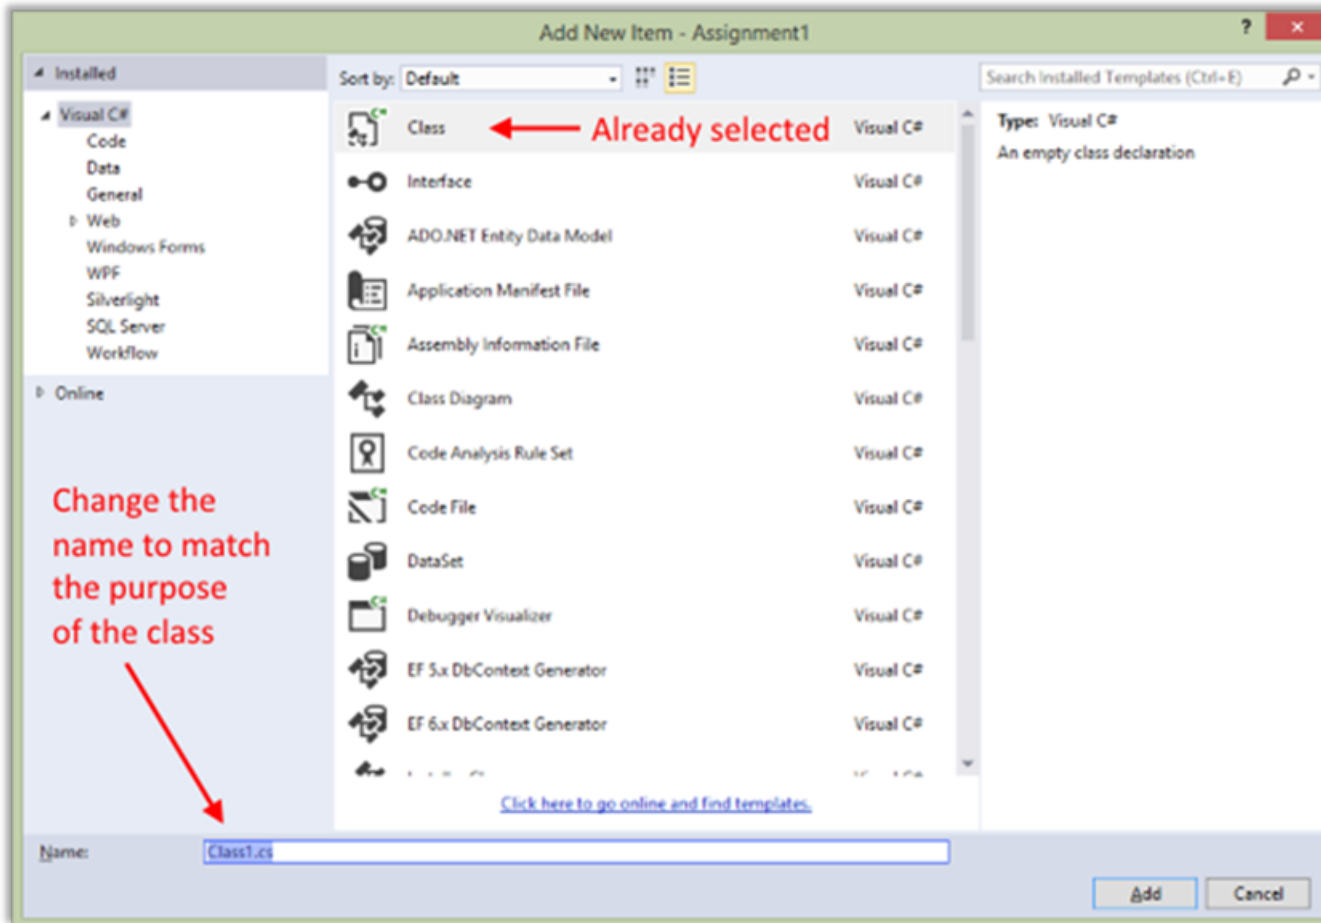 Add New Item - Assignment1
?
Installed
Sort by: Default
Search Installed Templates (Ctrl+E)
Visual C#
Code
Data
General
Web
Windows Forms
WPF
Silverlight
SQL Server
Workflow
Online
Class
Already selected
Visual C#
Interface
Visual C#
ADO.NET Entity Data Model
Visual C#
Application Manifest File
Visual C#
Assembly Information File
Visual C#
Class Diagram
Visual C#
Code Analysis Rule Set
Visual C#
Code File
Visual C#
DataSet
Visual C#
Debugger Visualizer
Visual C#
EF 5.x DbContext Generator
Visual C#
EF 6.x DbContext Generator
Visual C#
Type: Visual C#
An empty class declaration
Change the
name to match
the purpose
of the class
Click here to go online and find templates.
Name:
Class1.cs
Add
Cancel